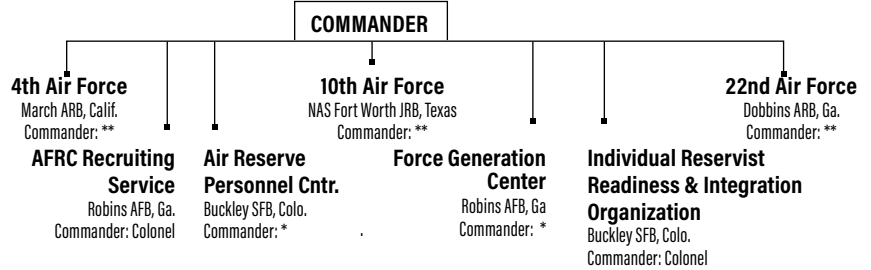 COMMANDER
4th Air Force
March ARB, Calif.
Commander: **
10th Air Force
NAS Fort Worth JRB, Texas
Commander: **
22nd Air Force
Dobbins ARB, Ga.
Commander: **
AFRC Recruiting
Service
Robins AFB, Ga.
Commander: Colonel
Air Reserve
Personnel Cntr.
Buckley SFB, Colo.
Commander: *
.
Force Generation
Center
Robins AFB, Ga
Commander: *
Individual Reservist
Readiness & Integration
Organization
Buckley SFB, Colo.
Commander: Colonel